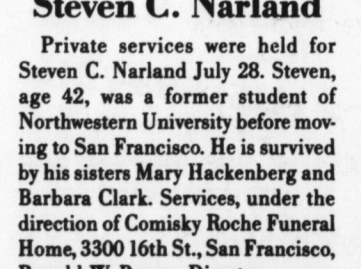 Steven C. Narland
Private services were held for
Steven C. Narland July 28. Steven,
age 42, was a former student of
Northwestern University before mov-
ing to San Francisco. He is survived
by his sisters Mary Hackenberg and
Barbara Clark. Services, under the
direction of Comisky Roche Funeral
Home, 3300 16th St., San Francisco,